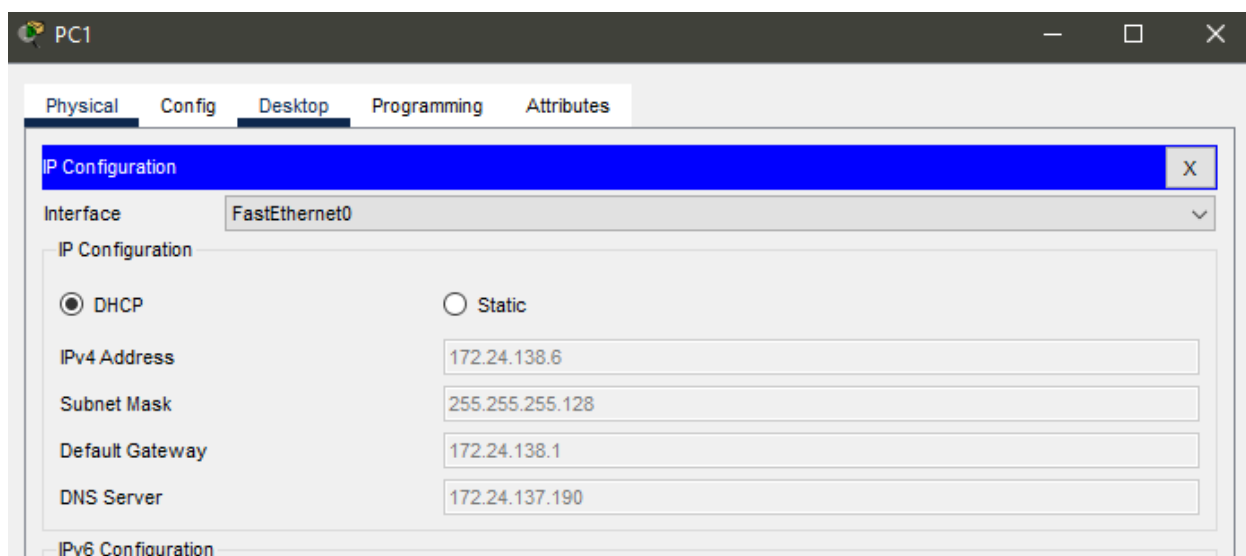 PC1
Physical Config Desktop Programming Attributes
IP Configuration X
Interface FastEthernet0
IP Configuration
DHCP Static
IPv4 Address 172.24.138.6
Subnet Mask 255.255.255.128
Default Gateway 172.24.138.1
DNS Server 172.24.137.190
IPv6 Configuration